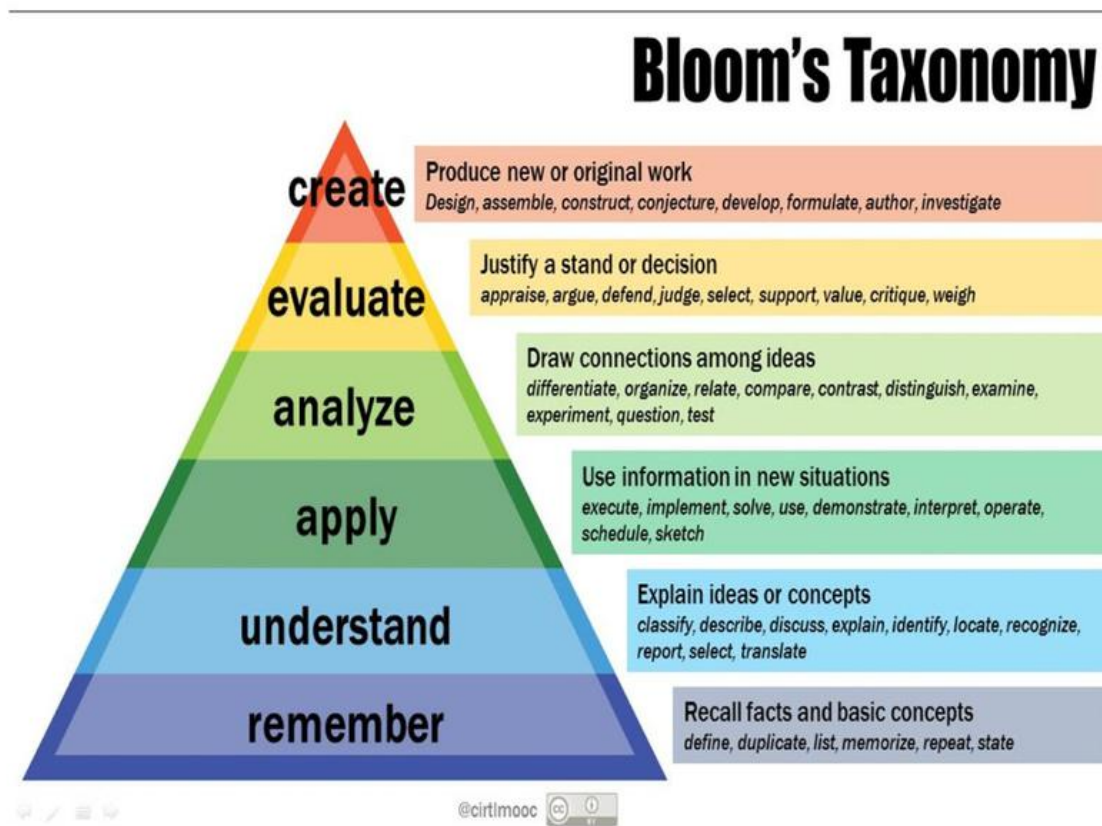 Bloom's Taxonomy
create
Produce new or original work
Design, assemble, construct, conjecture, develop, formulate, author, investigate
evaluate
Justify a stand or decision
appraise, argue, defend, judge, select, support, value, critique, weigh
analyze
Draw connections among ideas
differentiate, organize, relate, compare, contrast, distinguish, examine,
experiment, question, test
apply
Use information in new situations
execute, implement, solve, use, demonstrate, interpret, operate,
schedule, sketch
understand
Explain ideas or concepts
classify, describe, discuss, explain, identify, locate, recognize,
report, select, translate
remember
Recall facts and basic concepts
define, duplicate, list, memorize, repeat, state
@cirtlmooc
cc
BY